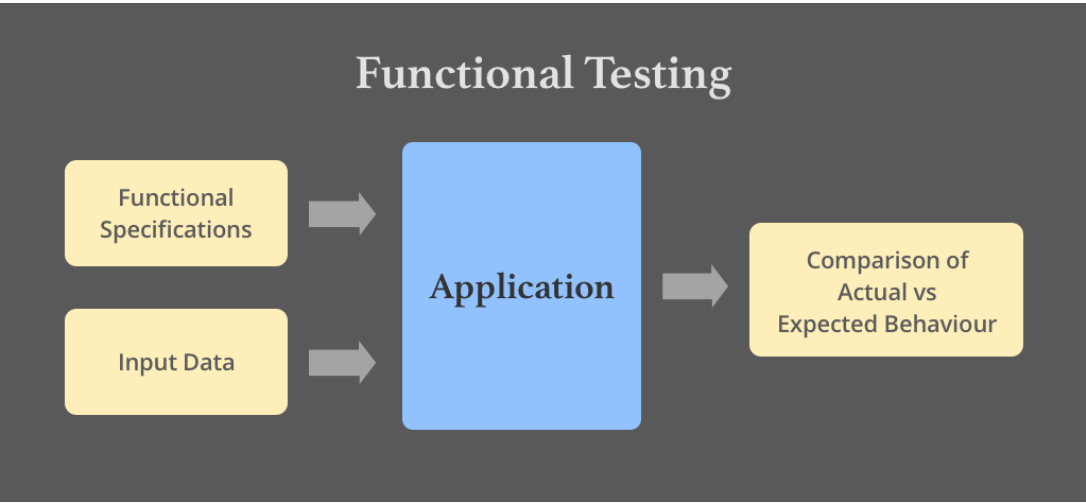 Functional Testing
Functional
Specifications
Input Data
Application
Comparison of
Actual vs
Expected Behaviour